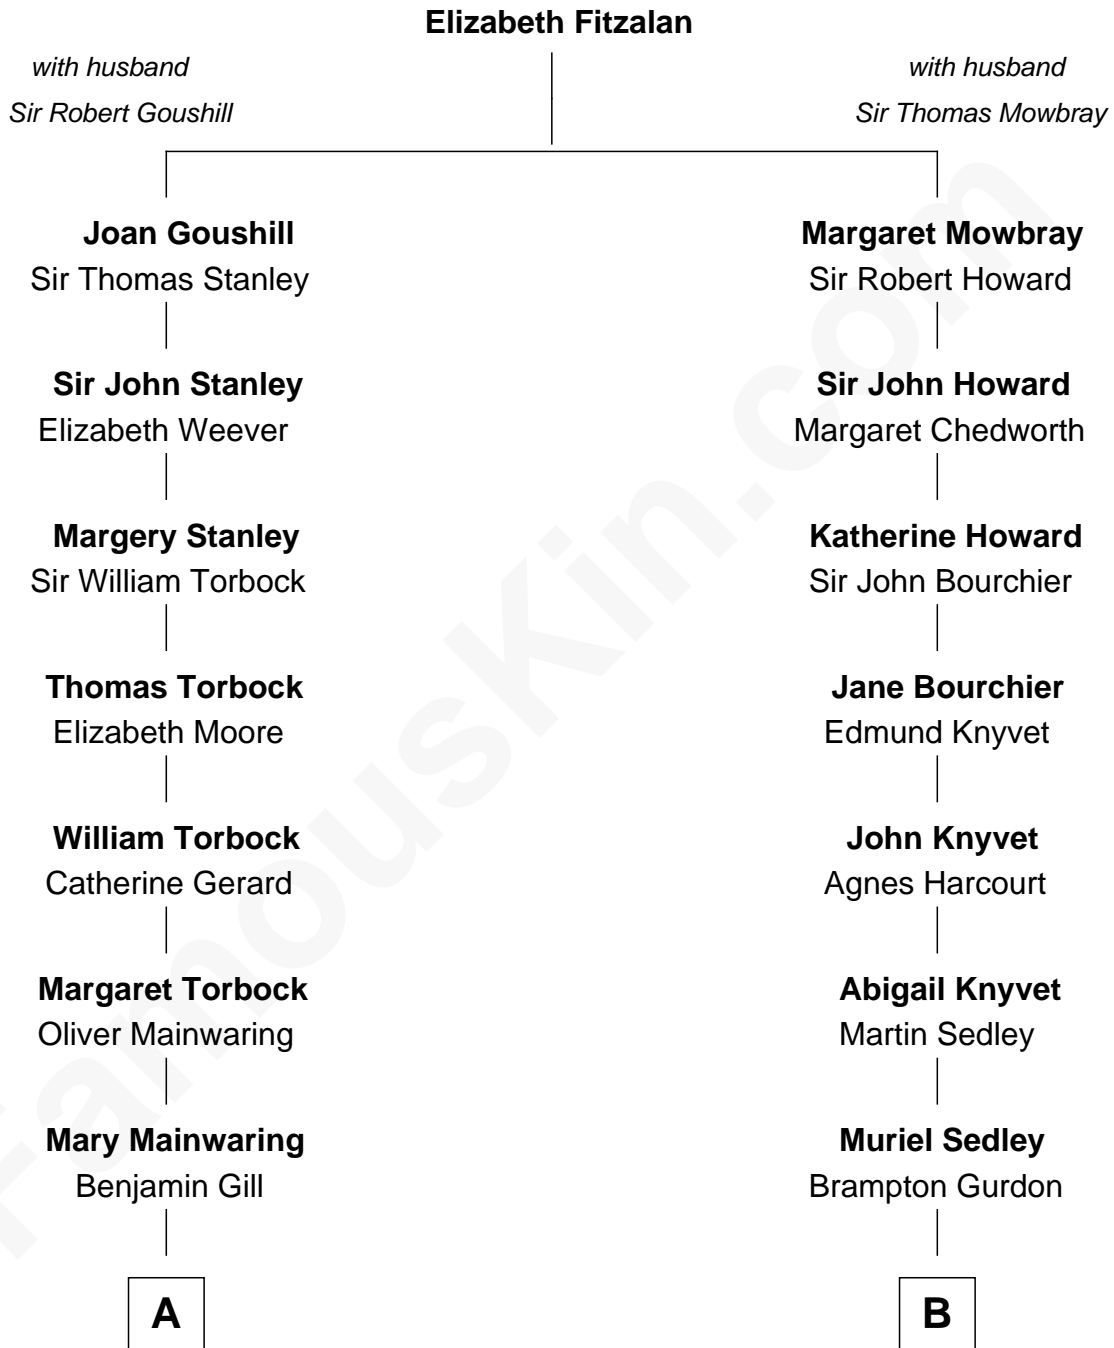 Elizabeth Fitzalan
with husband
Sir Robert Goushill
with husband
Sir Thomas Mowbray
Joan Goushill
Sir Thomas Stanley
Margaret Mowbray
Sir Robert Howard
Sir John Stanley
Elizabeth Weever
Sir John Howard
Margaret Chedworth
Margery Stanley
Sir William Torbock
Katherine Howard
Sir John Bourchier
Thomas Torbock
Elizabeth Moore
Jane Bourchier
Edmund Knyvet
William Torbock
Catherine Gerard
John Knyvet
Agnes Harcourt
Margaret Torbock
Oliver Mainwaring
Abigail Knyvet
Martin Sedley
Mary Mainwaring
Benjamin Gill
Muriel Sedley
Brampton Gurdon
A
B
FamousKin.com